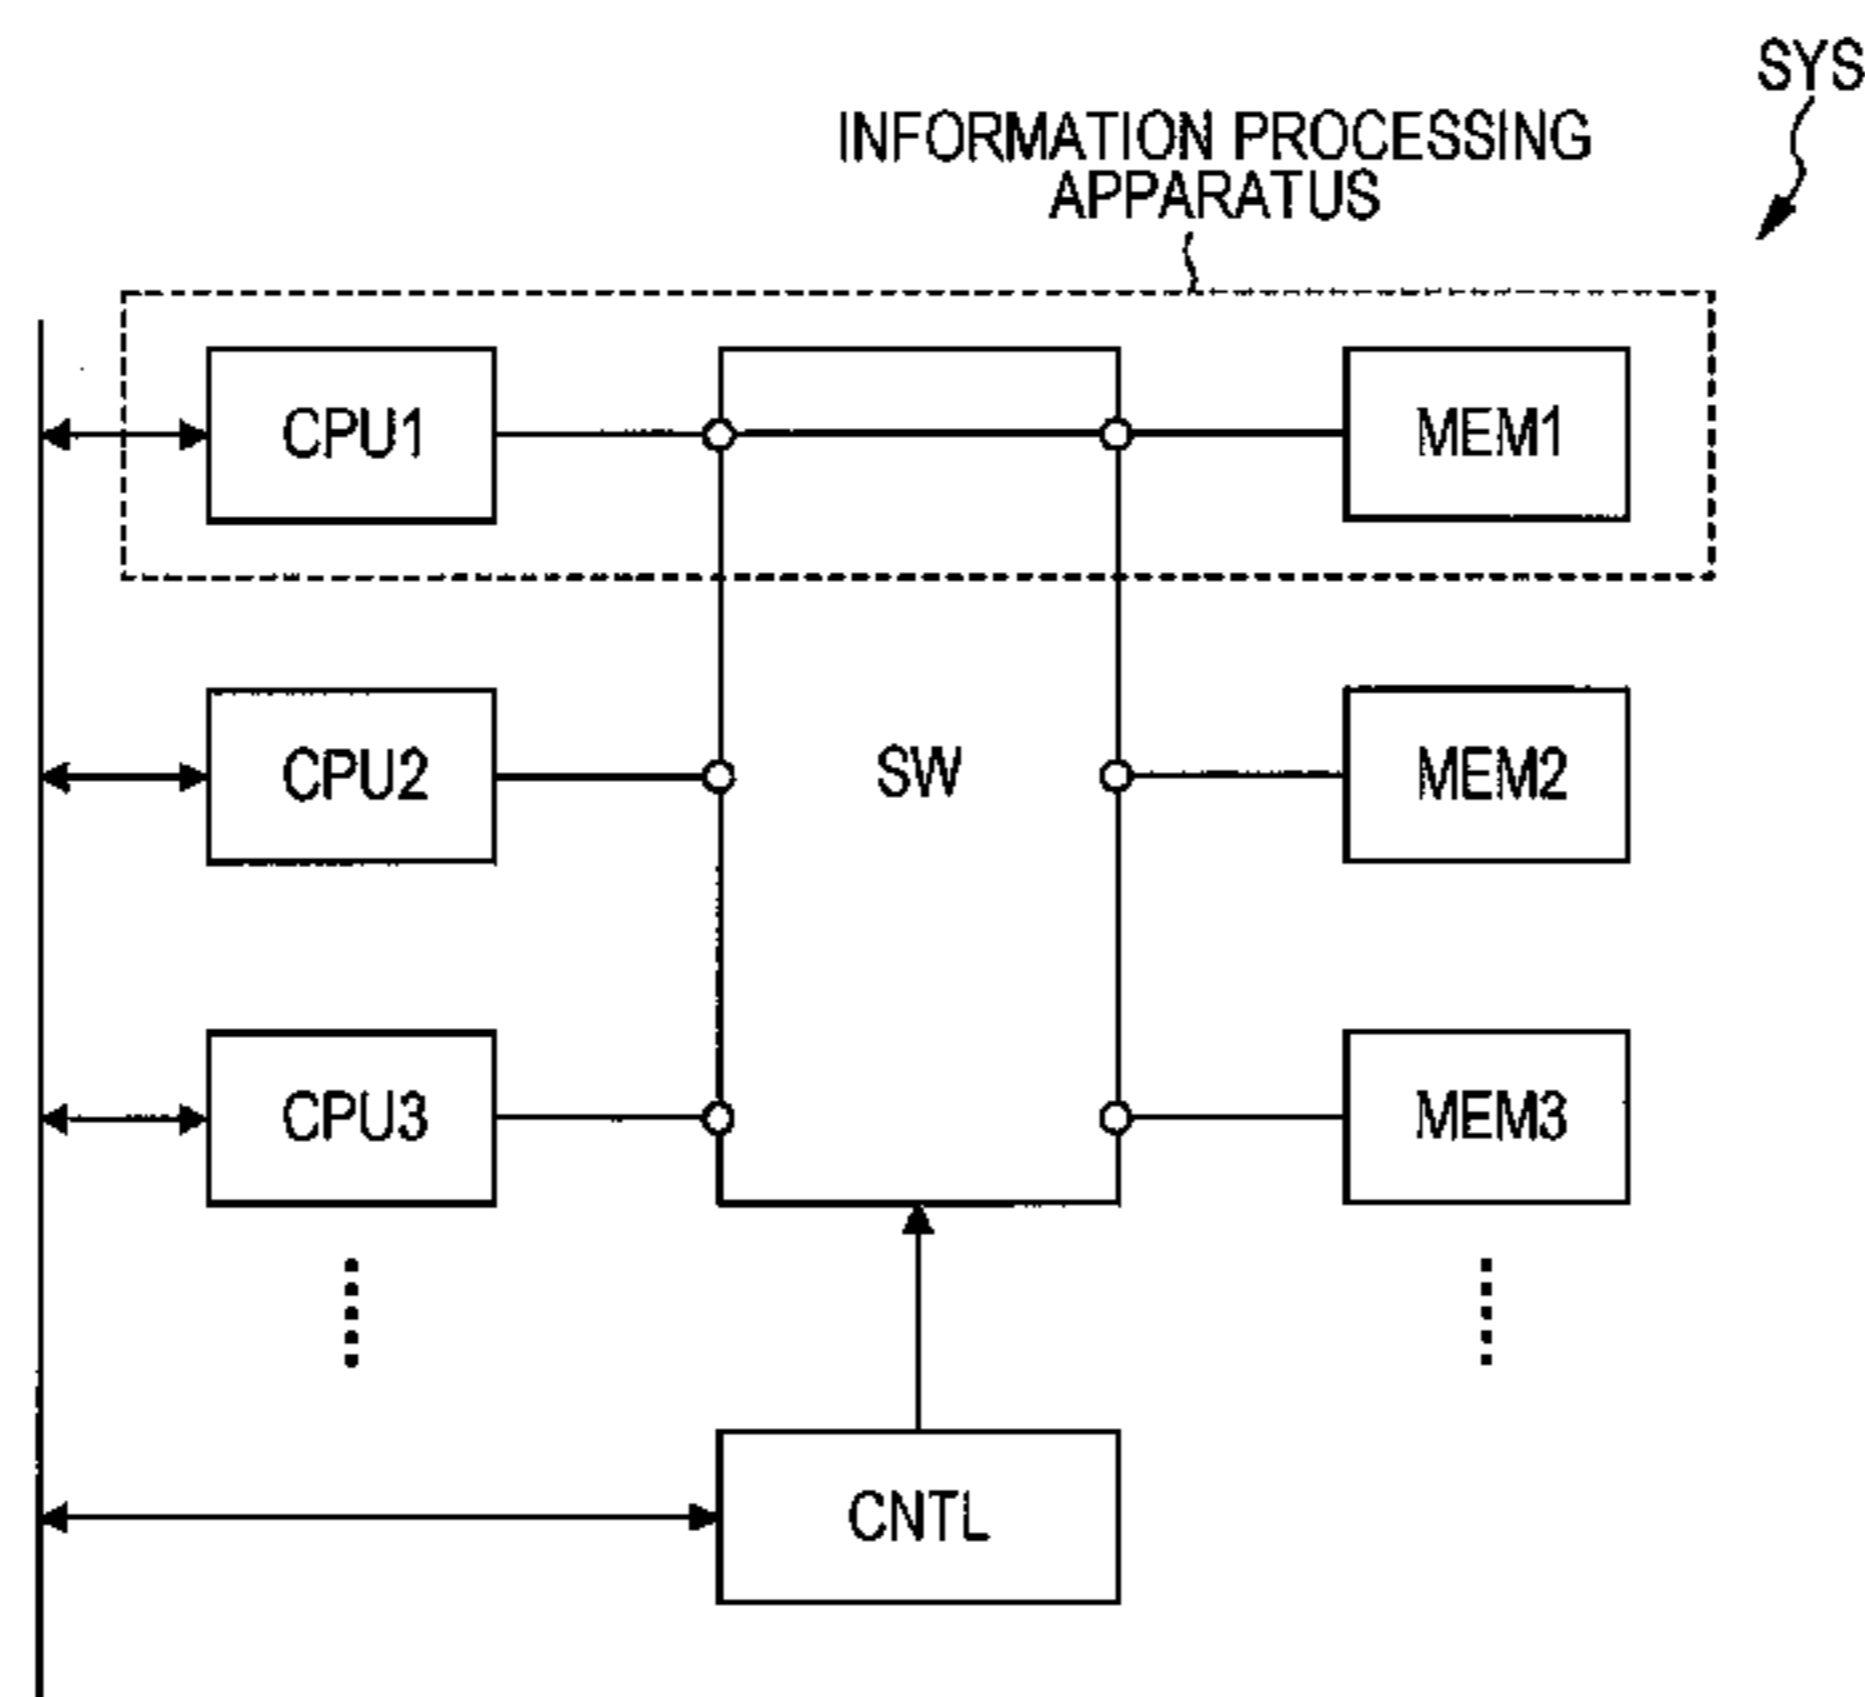 SYS
INFORMATION PROCESSING
APPARATUS
CPU1
MEM1
CPU2
SW
MEM2
CPU3
MEM3
CNTL